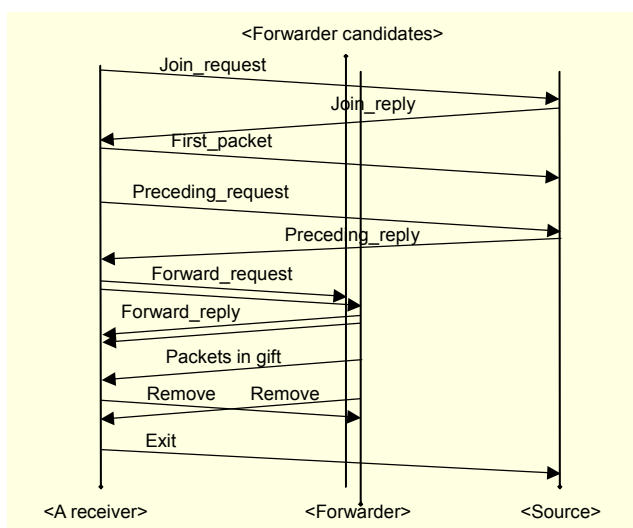 <Forwarder candidates>
Join_request
Join_reply
First_packet
Preceding_request
Preceding_reply
Forward_request
Forward_reply
Packets in gift
Remove Remove
Exit
<A receiver> <Forwarder> <Source>